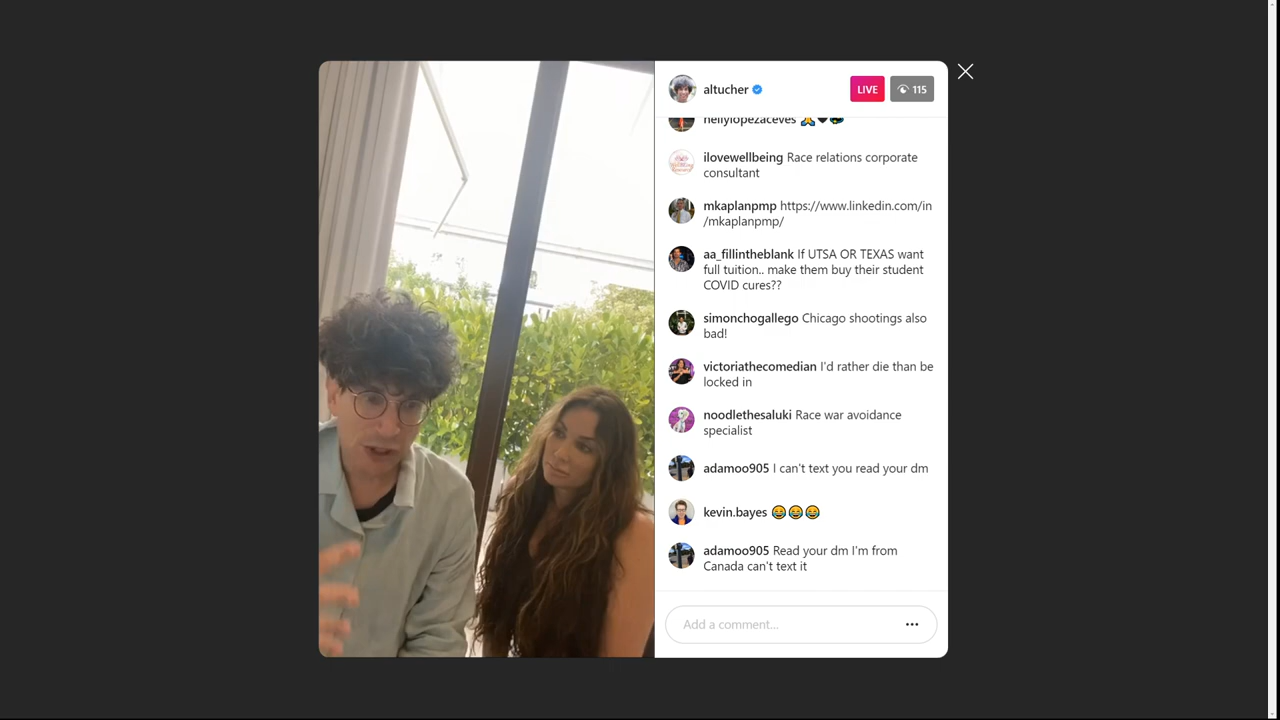 altucher
LIVE
115
nellylopezaceves 🙏🖤
ilovewellbeing Race relations corporate
consultant
mkaplanpmp https://www.linkedin.com/in
/mkaplanpmp/
aa_fillintheblank If UTSA OR TEXAS want
full tuition.. make them buy their student
COVID cures??
simonchogallego Chicago shootings also
bad!
victoriathecomedian I'd rather die than be
locked in
noodlethesaluki Race war avoidance
specialist
adamoo905 I can't text you read your dm
kevin.bayes 😂😂😂
adamoo905 Read your dm I'm from
Canada can't text it
Add a comment...